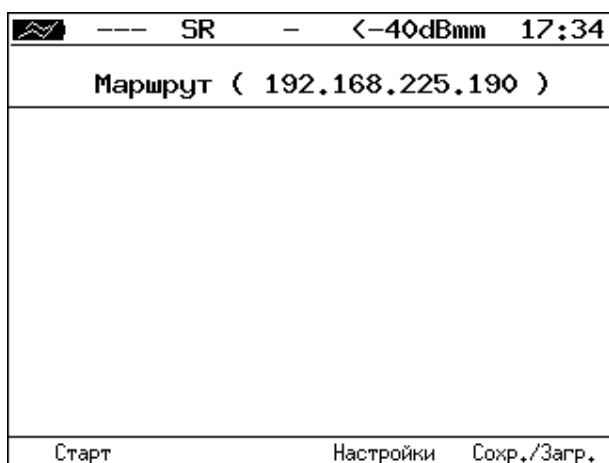 --- SR - <-40dBmm 17:34
Маршрут ( 192.168.225.190 )
Старт Настройки Сохр./Загр.